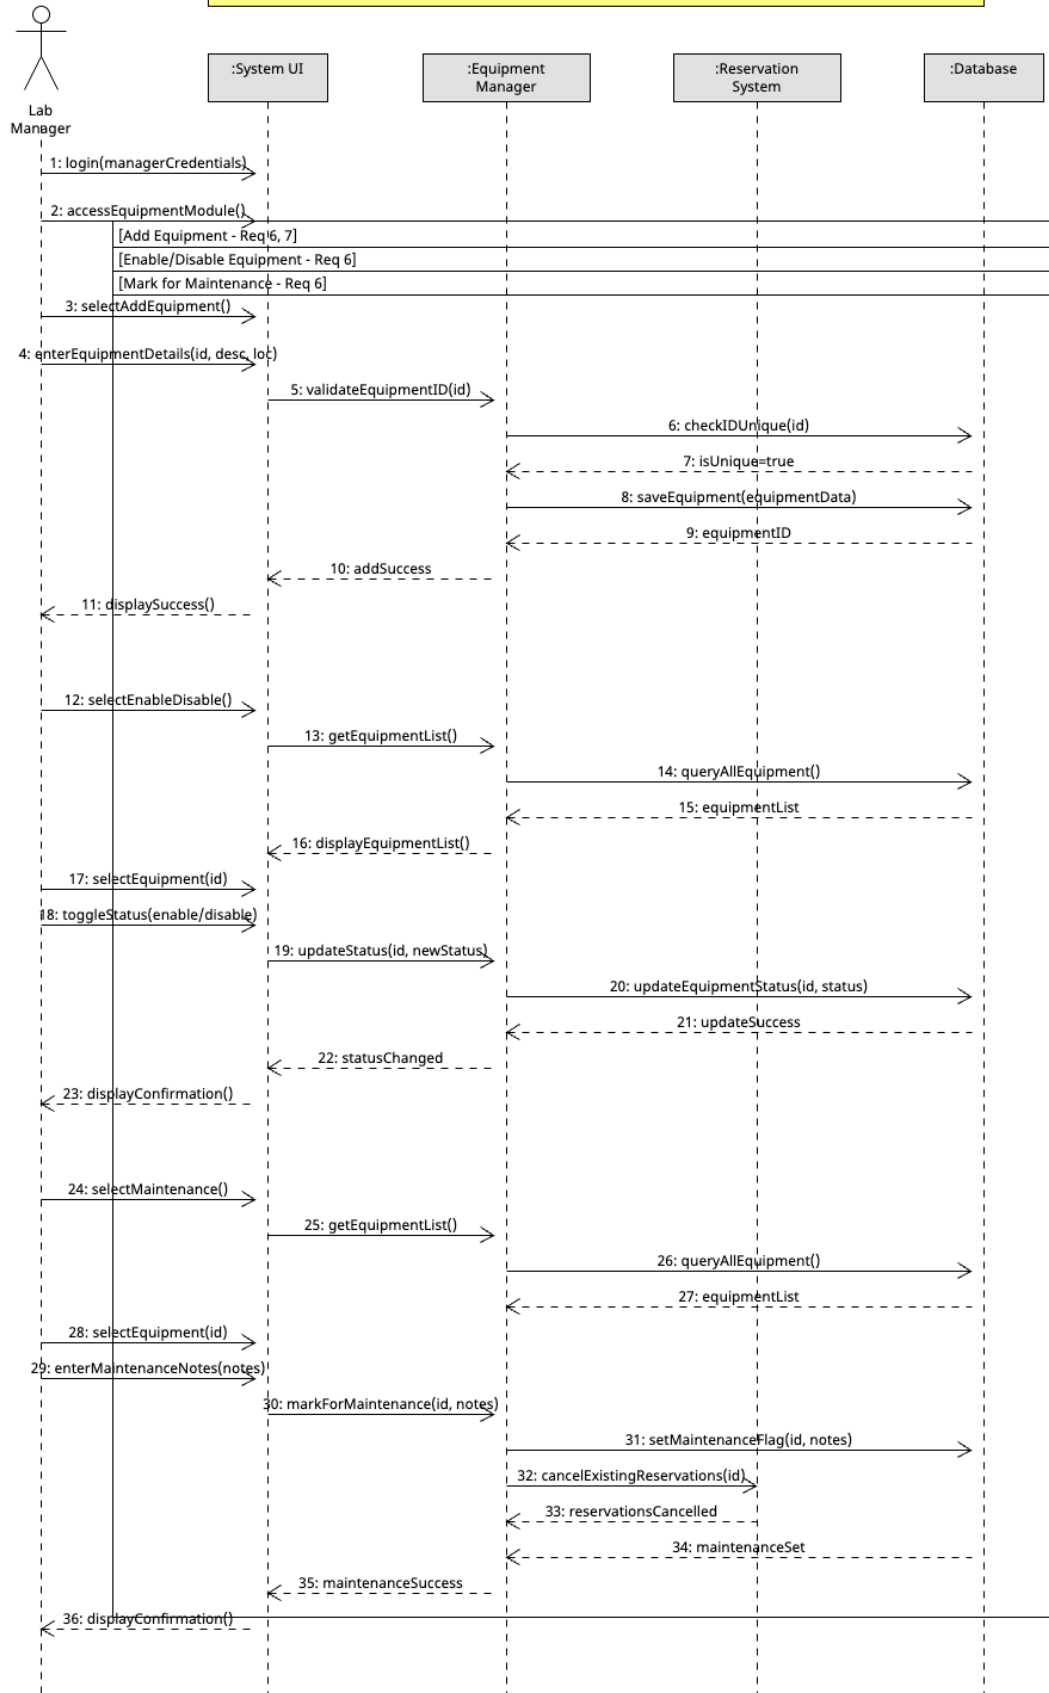 Lab
Manager
:System UI
:Equipment
Manager
:Reservation
System
:Database
1: login(managerCredentials)
2: accessEquipmentModule()
[Add Equipment - Req 6, 7]
[Enable/Disable Equipment - Req 6]
[Mark for Maintenance - Req 6]
3: selectAddEquipment()
4: enterEquipmentDetails(id, desc, loc)
5: validateEquipmentID(id)
6: checkIDUnique(id)
7: isUnique=true
8: saveEquipment(equipmentData)
9: equipmentID
10: addSuccess
11: displaySuccess()
12: selectEnableDisable()
13: getEquipmentList()
14: queryAllEquipment()
15: equipmentList
16: displayEquipmentList()
17: selectEquipment(id)
18: toggleStatus(enable/disable)
19: updateStatus(id, newStatus)
20: updateEquipmentStatus(id, status)
21: updateSuccess
22: statusChanged
23: displayConfirmation()
24: selectMaintenance()
25: getEquipmentList()
26: queryAllEquipment()
27: equipmentList
28: selectEquipment(id)
29: enterMaintenanceNotes(notes)
30: markForMaintenance(id, notes)
31: setMaintenanceFlag(id, notes)
32: cancelExistingReservations(id)
33: reservationsCancelled
34: maintenanceSet
35: maintenanceSuccess
36: displayConfirmation()